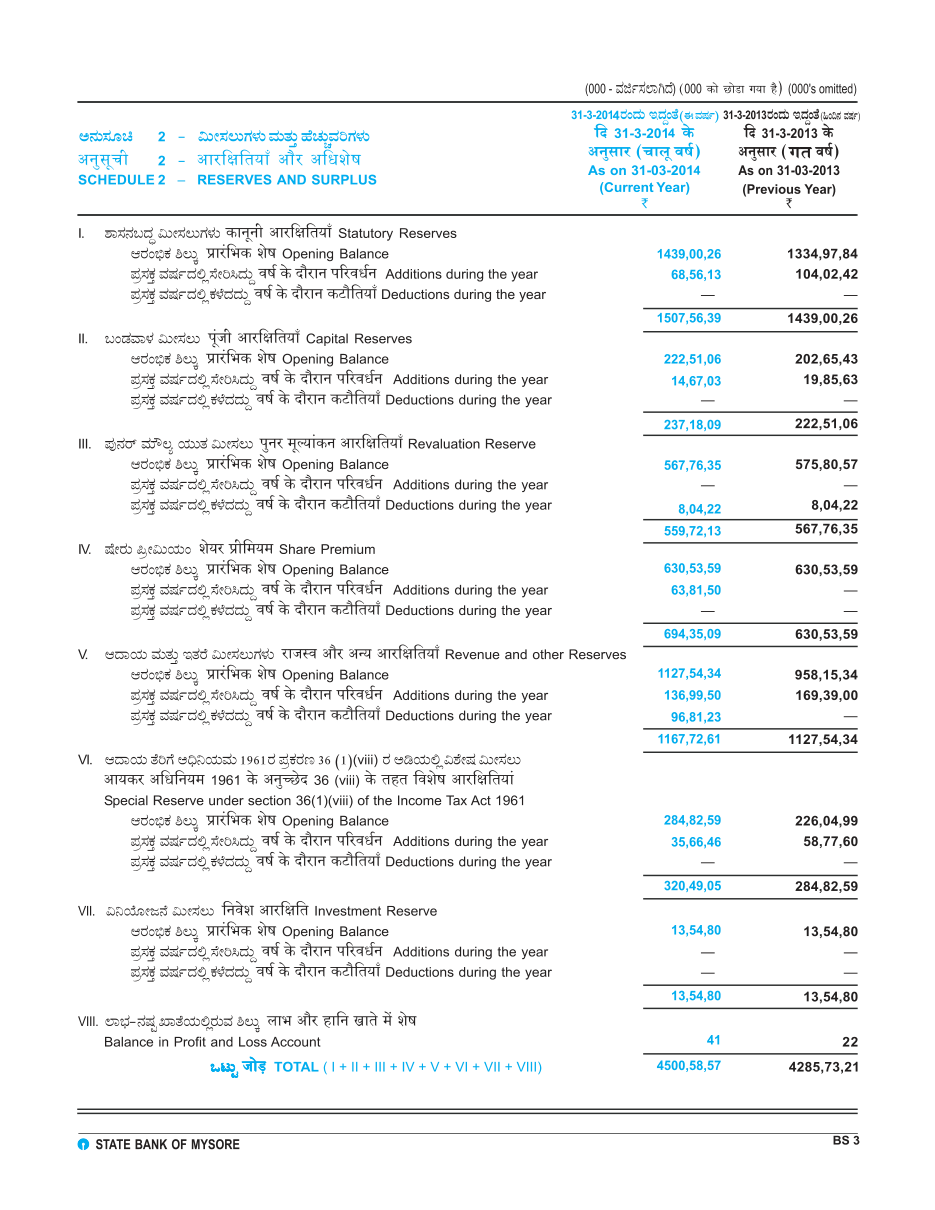 (000 - ವರ್ಜಿಸಲಾಗಿದೆ) (000 को छोडा गया है) (000's omitted)
31-3-2014ರಂದು ಇದ್ದಂತೆ (ಈ ವರ್ಷ) 31-3-2013ರಂದು ಇದ್ದಂತೆ (ಹಿಂದಿನ ವರ್ಷ)
ಅನುಸೂಚಿ 2 – ಮೀಸಲುಗಳು ಮತ್ತು ಹೆಚ್ಚುವರಿಗಳು दि 31-3-2014 के दि 31-3-2013 के
अनुसूची 2 – आरक्षितियाँ और अधिशेष अनुसार (चालू वर्ष) अनुसार (गत वर्ष)
SCHEDULE 2 – RESERVES AND SURPLUS As on 31-03-2014 As on 31-03-2013
(Current Year) (Previous Year)
₹ ₹
I. ಶಾಸನಬದ್ಧ ಮೀಸಲುಗಳು कानूनी आरक्षितियाँ Statutory Reserves
ಆರಂಭಿಕ ಶಿಲ್ಕು प्रारंभिक शेष Opening Balance 1439,00,26 1334,97,84
ಪ್ರಸಕ್ತ ವರ್ಷದಲ್ಲಿ ಸೇರಿಸಿದ್ದು वर्ष के दौरान परिवर्धन Additions during the year 68,56,13 104,02,42
ಪ್ರಸಕ್ತ ವರ್ಷದಲ್ಲಿ ಕಳೆದದ್ದು वर्ष के दौरान कटौतियाँ Deductions during the year — —
1507,56,39 1439,00,26
II. ಬಂಡವಾಳ ಮೀಸಲು पूंजी आरक्षितियाँ Capital Reserves
ಆರಂಭಿಕ ಶಿಲ್ಕು प्रारंभिक शेष Opening Balance 222,51,06 202,65,43
ಪ್ರಸಕ್ತ ವರ್ಷದಲ್ಲಿ ಸೇರಿಸಿದ್ದು वर्ष के दौरान परिवर्धन Additions during the year 14,67,03 19,85,63
ಪ್ರಸಕ್ತ ವರ್ಷದಲ್ಲಿ ಕಳೆದದ್ದು वर्ष के दौरान कटौतियाँ Deductions during the year — —
237,18,09 222,51,06
III. ಪುನರ್ ಮೌಲ್ಯ ಯುತ ಮೀಸಲು पुनर मूल्यांकन आरक्षितियाँ Revaluation Reserve
ಆರಂಭಿಕ ಶಿಲ್ಕು प्रारंभिक शेष Opening Balance 567,76,35 575,80,57
ಪ್ರಸಕ್ತ ವರ್ಷದಲ್ಲಿ ಸೇರಿಸಿದ್ದು वर्ष के दौरान परिवर्धन Additions during the year — —
ಪ್ರಸಕ್ತ ವರ್ಷದಲ್ಲಿ ಕಳೆದದ್ದು वर्ष के दौरान कटौतियाँ Deductions during the year 8,04,22 8,04,22
559,72,13 567,76,35
IV. ಷೇರು ಪ್ರೀಮಿಯಂ शेयर प्रीमियम Share Premium
ಆರಂಭಿಕ ಶಿಲ್ಕು प्रारंभिक शेष Opening Balance 630,53,59 630,53,59
ಪ್ರಸಕ್ತ ವರ್ಷದಲ್ಲಿ ಸೇರಿಸಿದ್ದು वर्ष के दौरान परिवर्धन Additions during the year 63,81,50 —
ಪ್ರಸಕ್ತ ವರ್ಷದಲ್ಲಿ ಕಳೆದದ್ದು वर्ष के दौरान कटौतियाँ Deductions during the year — —
694,35,09 630,53,59
V. ಆದಾಯ ಮತ್ತು ಇತರೆ ಮೀಸಲುಗಳು राजस्व और अन्य आरक्षितियाँ Revenue and other Reserves
ಆರಂಭಿಕ ಶಿಲ್ಕು प्रारंभिक शेष Opening Balance 1127,54,34 958,15,34
ಪ್ರಸಕ್ತ ವರ್ಷದಲ್ಲಿ ಸೇರಿಸಿದ್ದು वर्ष के दौरान परिवर्धन Additions during the year 136,99,50 169,39,00
ಪ್ರಸಕ್ತ ವರ್ಷದಲ್ಲಿ ಕಳೆದದ್ದು वर्ष के दौरान कटौतियाँ Deductions during the year 96,81,23 —
1167,72,61 1127,54,34
VI. ಆದಾಯ ತೆರಿಗೆ ಅಧಿನಿಯಮ 1961ರ ಪ್ರಕರಣ 36 (1)(viii) ರ ಅಡಿಯಲ್ಲಿ ವಿಶೇಷ ಮೀಸಲು
आयकर अधिनियम 1961 के अनुच्छेद 36 (viii) के तहत विशेष आरक्षितियां
Special Reserve under section 36(1)(viii) of the Income Tax Act 1961
ಆರಂಭಿಕ ಶಿಲ್ಕು प्रारंभिक शेष Opening Balance 284,82,59 226,04,99
ಪ್ರಸಕ್ತ ವರ್ಷದಲ್ಲಿ ಸೇರಿಸಿದ್ದು वर्ष के दौरान परिवर्धन Additions during the year 35,66,46 58,77,60
ಪ್ರಸಕ್ತ ವರ್ಷದಲ್ಲಿ ಕಳೆದದ್ದು वर्ष के दौरान कटौतियाँ Deductions during the year — —
320,49,05 284,82,59
VII. ವಿನಿಯೋಜನೆ ಮೀಸಲು निवेश आरक्षिति Investment Reserve
ಆರಂಭಿಕ ಶಿಲ್ಕು प्रारंभिक शेष Opening Balance 13,54,80 13,54,80
ಪ್ರಸಕ್ತ ವರ್ಷದಲ್ಲಿ ಸೇರಿಸಿದ್ದು वर्ष के दौरान परिवर्धन Additions during the year — —
ಪ್ರಸಕ್ತ ವರ್ಷದಲ್ಲಿ ಕಳೆದದ್ದು वर्ष के दौरान कटौतियाँ Deductions during the year — —
13,54,80 13,54,80
VIII. ಲಾಭ-ನಷ್ಟ ಖಾತೆಯಲ್ಲಿರುವ ಶಿಲ್ಕು लाभ और हानि खाते में शेष
Balance in Profit and Loss Account 41 22
ಒಟ್ಟು जोड़ TOTAL ( I + II + III + IV + V + VI + VII + VIII) 4500,58,57 4285,73,21
STATE BANK OF MYSORE BS 3